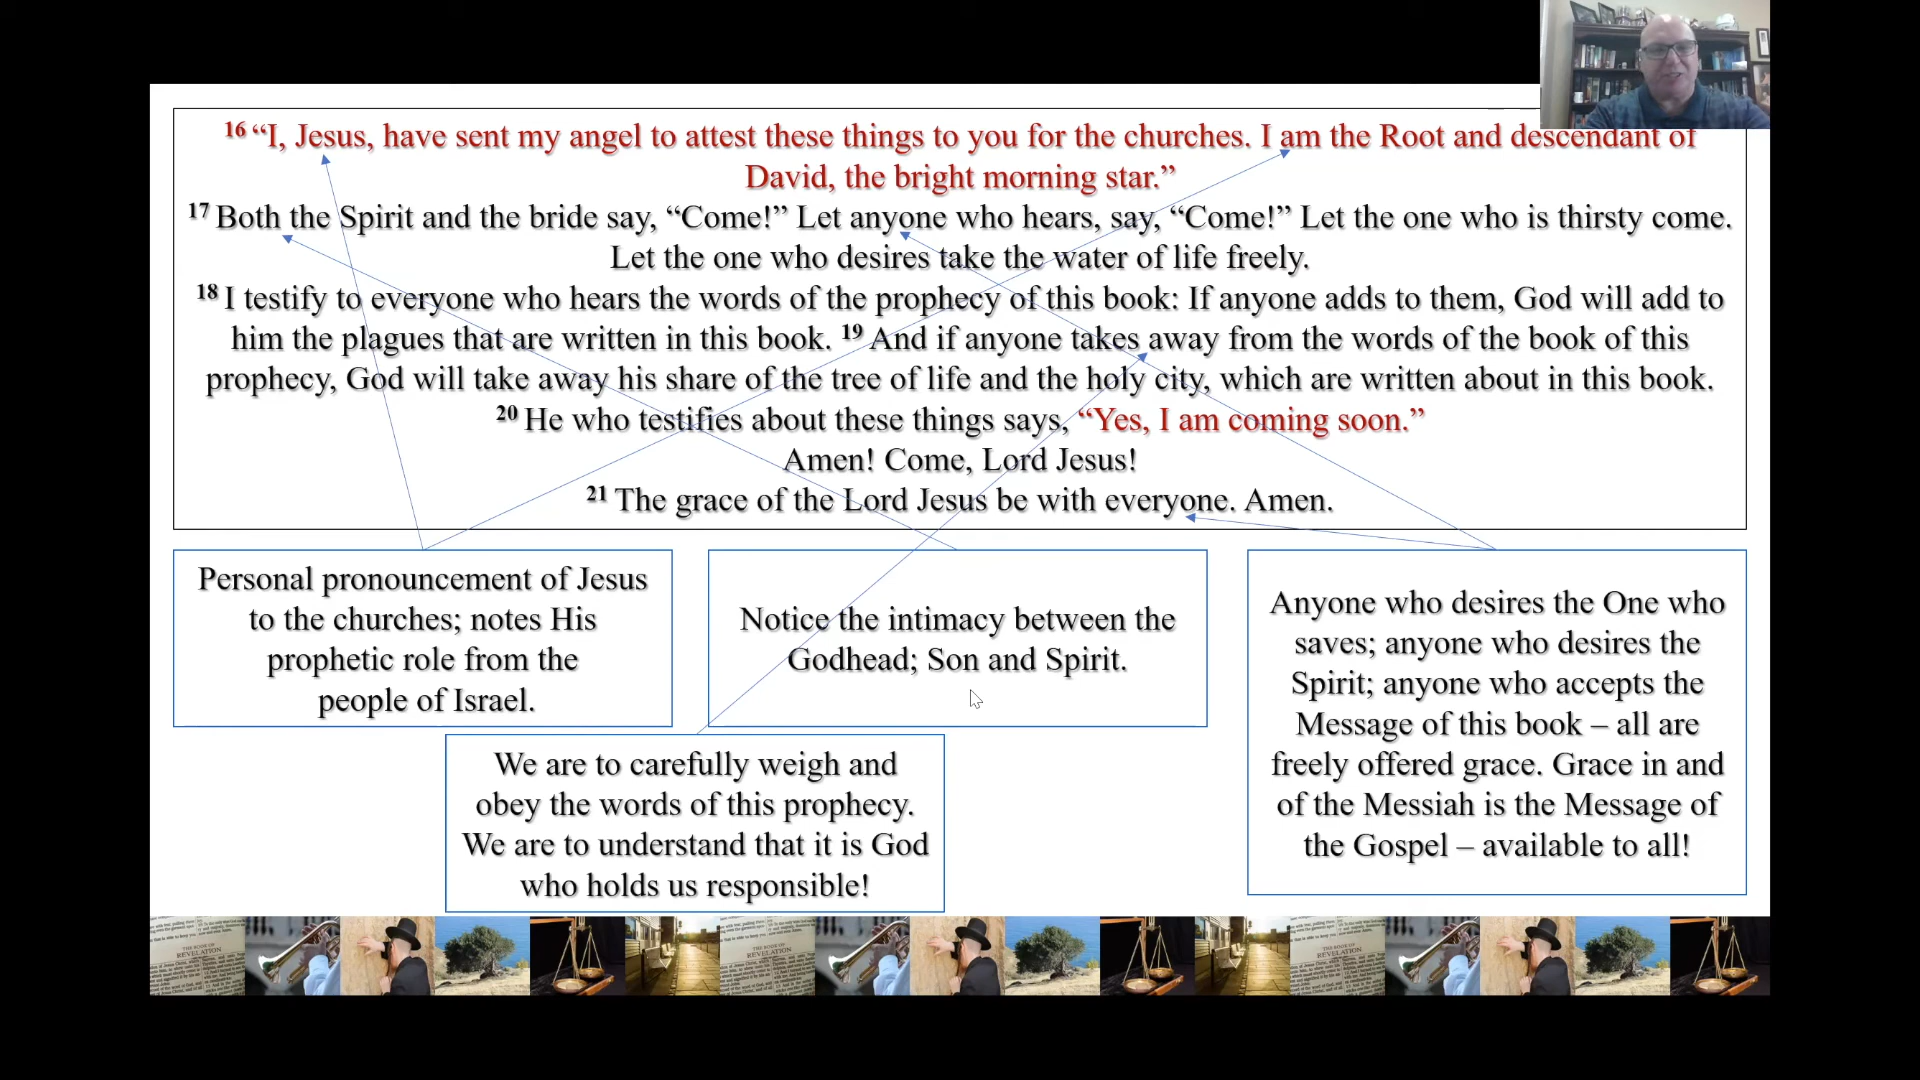 16 “I, Jesus, have sent my angel to attest these things to you for the churches. I am the Root and descendant of
David, the bright morning star.”
17 Both the Spirit and the bride say, “Come!” Let anyone who hears, say, “Come!” Let the one who is thirsty come.
Let the one who desires take the water of life freely.
18 I testify to everyone who hears the words of the prophecy of this book: If anyone adds to them, God will add to
him the plagues that are written in this book. 19 And if anyone takes away from the words of the book of this
prophecy, God will take away his share of the tree of life and the holy city, which are written about in this book.
20 He who testifies about these things says, “Yes, I am coming soon.”
Amen! Come, Lord Jesus!
21 The grace of the Lord Jesus be with everyone. Amen.
Personal pronouncement of Jesus
to the churches; notes His
prophetic role from the
people of Israel.
Notice the intimacy between the
Godhead; Son and Spirit.
Anyone who desires the One who
saves; anyone who desires the
Spirit; anyone who accepts the
Message of this book – all are
freely offered grace. Grace in and
of the Messiah is the Message of
the Gospel – available to all!
We are to carefully weigh and
obey the words of this prophecy.
We are to understand that it is God
who holds us responsible!
THE BOOK OF
REVELATION
THE BOOK OF
REVELATION
THE BOOK OF
REVELATION